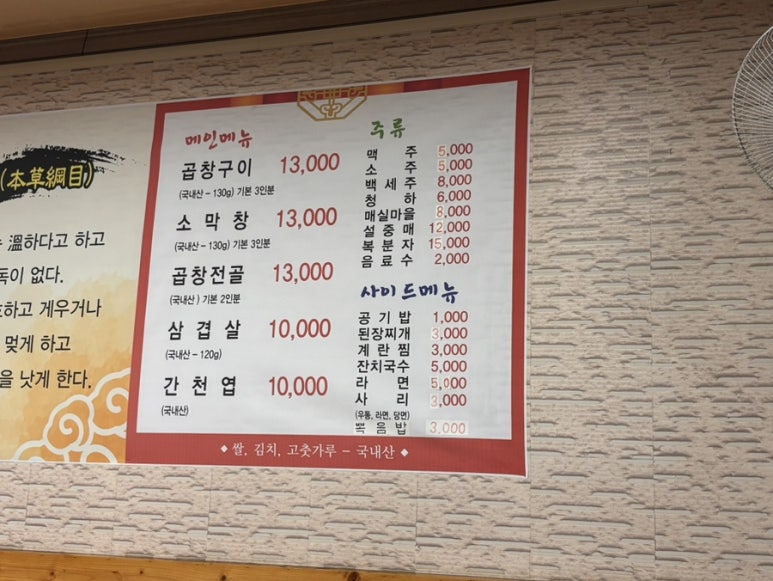 (本草綱目)
溫하다고 하고
독이 없다.
하고 게우거나
멎게 하고
을 낫게 한다.
메인메뉴
곱창구이 13,000
(국내산 - 130g) 기본 3인분
소막창 13,000
(국내산 - 130g) 기본 3인분
곱창전골 13,000
(국내산) 기본 2인분
삼겹살 10,000
(국내산 - 120g)
간천엽 10,000
(국내산)
주류
맥주 5,000
소주 5,000
백세주 8,000
청하 6,000
매실마을 8,000
설중매 12,000
복분자 15,000
음료수 2,000
사이드메뉴
공기밥 1,000
된장찌개 3,000
계란찜 3,000
잔치국수 5,000
라면 5,000
사리 3,000
(우동, 라면, 당면)
볶음밥 3,000
◆ 쌀, 김치, 고춧가루 - 국내산 ◆